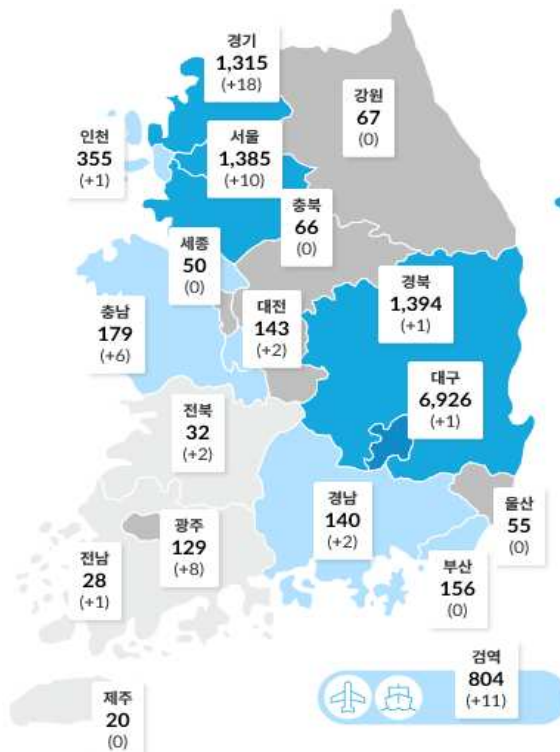 경기
1,315
(+18)
강원
67
(0)
인천
355
(+1)
서울
1,385
(+10)
충북
66
(0)
세종
50
(0)
경북
1,394
(+1)
충남
179
(+6)
대전
143
(+2)
대구
6,926
(+1)
전북
32
(+2)
경남
140
(+2)
울산
55
(0)
광주
129
(+8)
전남
28
(+1)
부산
156
(0)
검역
804
(+11)
제주
20
(0)